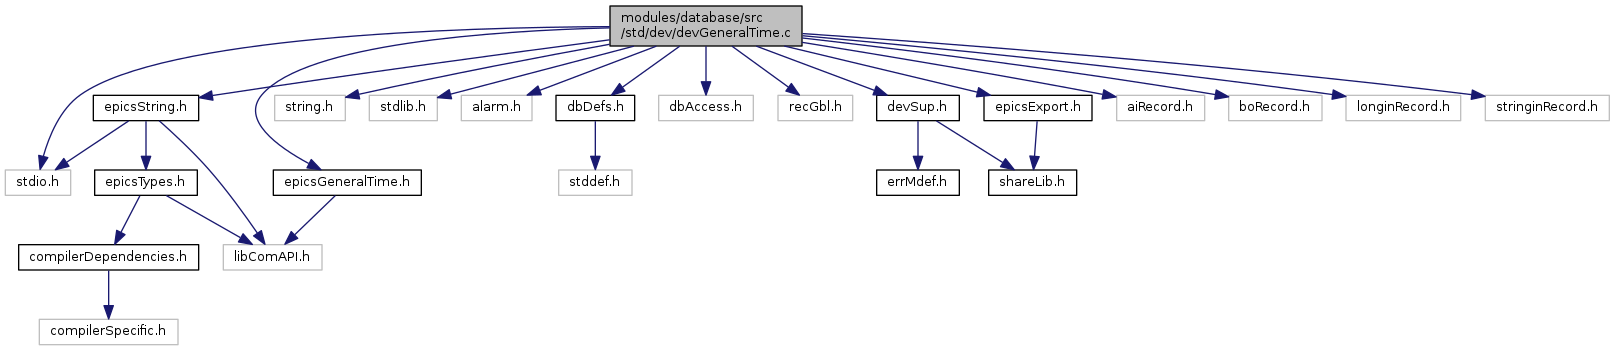 modules/database/src
/std/dev/devGeneralTime.c
epicsString.h
string.h
stdlib.h
alarm.h
dbDefs.h
dbAccess.h
recGbl.h
devSup.h
epicsExport.h
aiRecord.h
boRecord.h
longinRecord.h
stringinRecord.h
stdio.h
epicsTypes.h
epicsGeneralTime.h
stddef.h
errMdef.h
shareLib.h
compilerDependencies.h
libComAPI.h
compilerSpecific.h